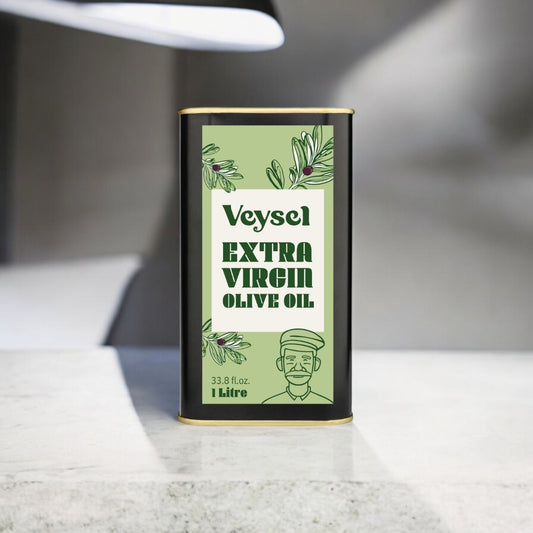 Veysel
EXTRA
VIRGIN
OLIVE OIL
33.8 fl.oz.
1 Litre